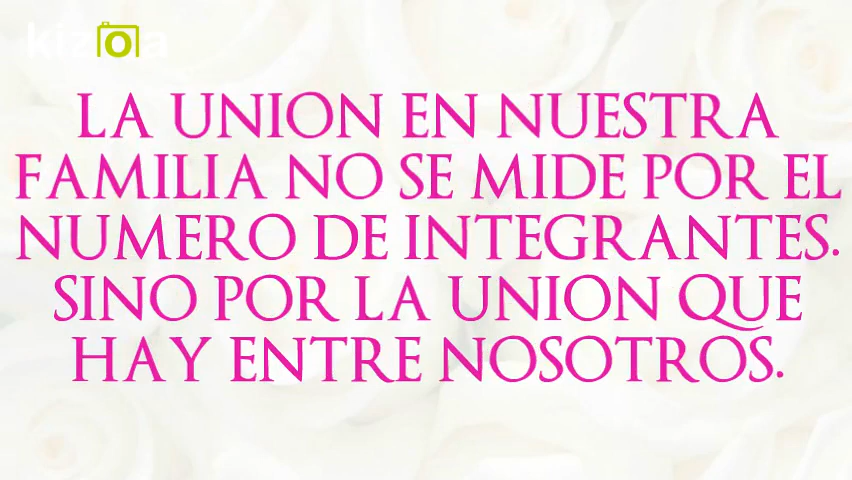 kizoa
LA UNION EN NUESTRA
FAMILIA NO SE MIDE POR EL
NUMERO DE INTEGRANTES.
SINO POR LA UNION QUE
HAY ENTRE NOSOTROS.